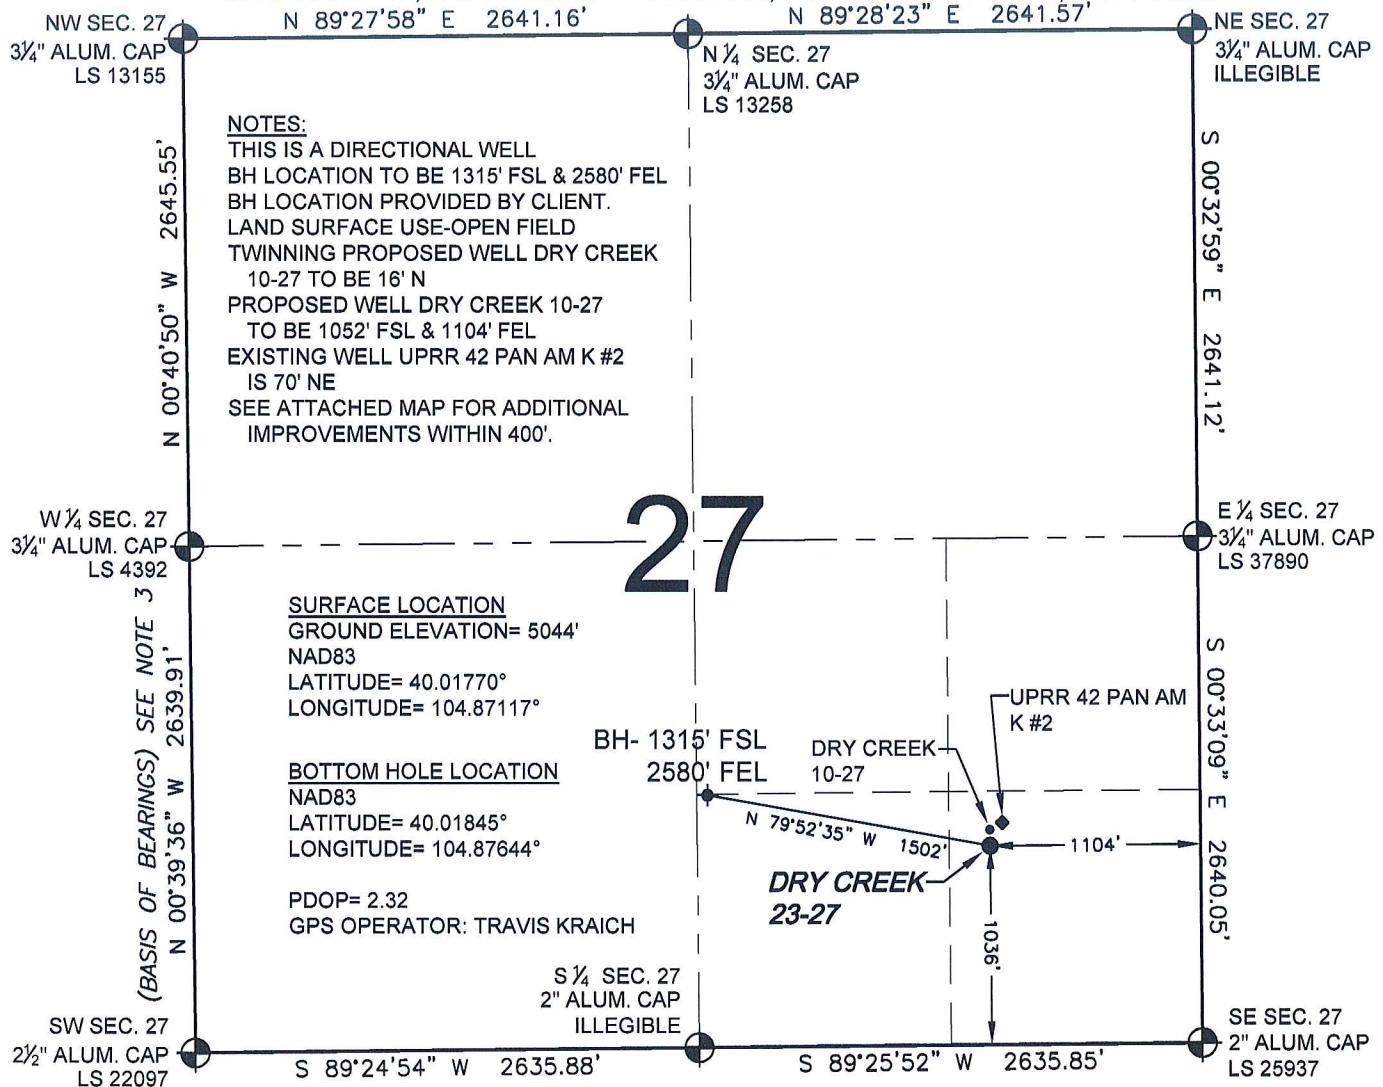 N 89°27'58" E 2641.16'
N 89°28'23" E 2641.57'
NW SEC. 27
3¼" ALUM. CAP
LS 13155
N ¼ SEC. 27
3¼" ALUM. CAP
LS 13258
NE SEC. 27
3¼" ALUM. CAP
ILLEGIBLE
NOTES:
THIS IS A DIRECTIONAL WELL
BH LOCATION TO BE 1315' FSL & 2580' FEL
BH LOCATION PROVIDED BY CLIENT.
LAND SURFACE USE-OPEN FIELD
TWINNING PROPOSED WELL DRY CREEK
10-27 TO BE 16' N
PROPOSED WELL DRY CREEK 10-27
TO BE 1052' FSL & 1104' FEL
EXISTING WELL UPRR 42 PAN AM K #2
IS 70' NE
SEE ATTACHED MAP FOR ADDITIONAL
IMPROVEMENTS WITHIN 400'.
N 00°40'50" W 2645.55'
S 00°32'59" E 2641.12'
27
W ¼ SEC. 27
3¼" ALUM. CAP
LS 4392
E ¼ SEC. 27
3¼" ALUM. CAP
LS 37890
(BASIS OF BEARINGS) SEE NOTE 3
N 00°39'36" W 2639.91'
SURFACE LOCATION
GROUND ELEVATION= 5044'
NAD83
LATITUDE= 40.01770°
LONGITUDE= 104.87117°
BOTTOM HOLE LOCATION
NAD83
LATITUDE= 40.01845°
LONGITUDE= 104.87644°
PDOP= 2.32
GPS OPERATOR: TRAVIS KRAICH
BH- 1315' FSL
2580' FEL
DRY CREEK
10-27
UPRR 42 PAN AM
K #2
N 79°52'35" W 1502'
1104'
DRY CREEK
23-27
1036'
S 00°33'09" E 2640.05'
S ¼ SEC. 27
2" ALUM. CAP
ILLEGIBLE
SW SEC. 27
2½" ALUM. CAP
LS 22097
S 89°24'54" W 2635.88'
S 89°25'52" W 2635.85'
SE SEC. 27
2" ALUM. CAP
LS 25937